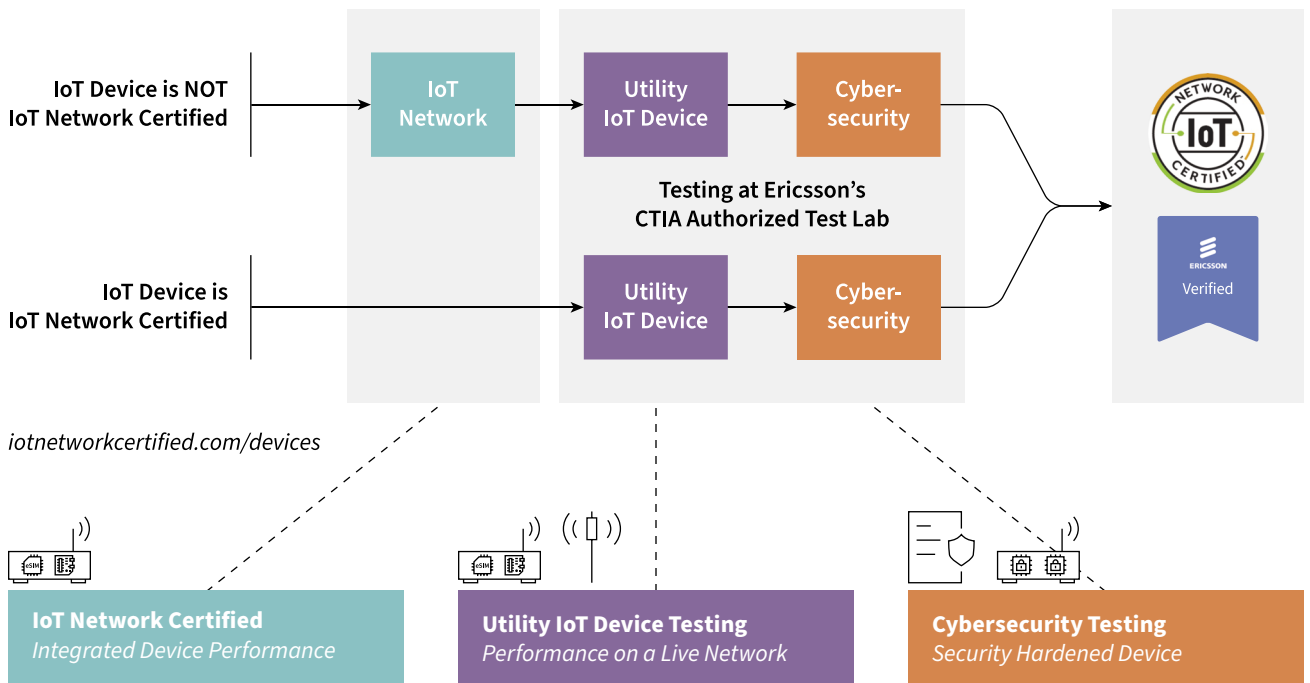 IoT Device is NOT
IoT Network Certified
IoT
Network
Utility
IoT Device
Cyber-
security
NETWORK
IoT
CERTIFIED
Testing at Ericsson’s
CTIA Authorized Test Lab
IoT Device is
IoT Network Certified
Utility
IoT Device
Cyber-
security
ERICSSON
Verified
iotnetworkcertified.com/devices
eSIM
eSIM
IoT Network Certified
Integrated Device Performance
Utility IoT Device Testing
Performance on a Live Network
Cybersecurity Testing
Security Hardened Device